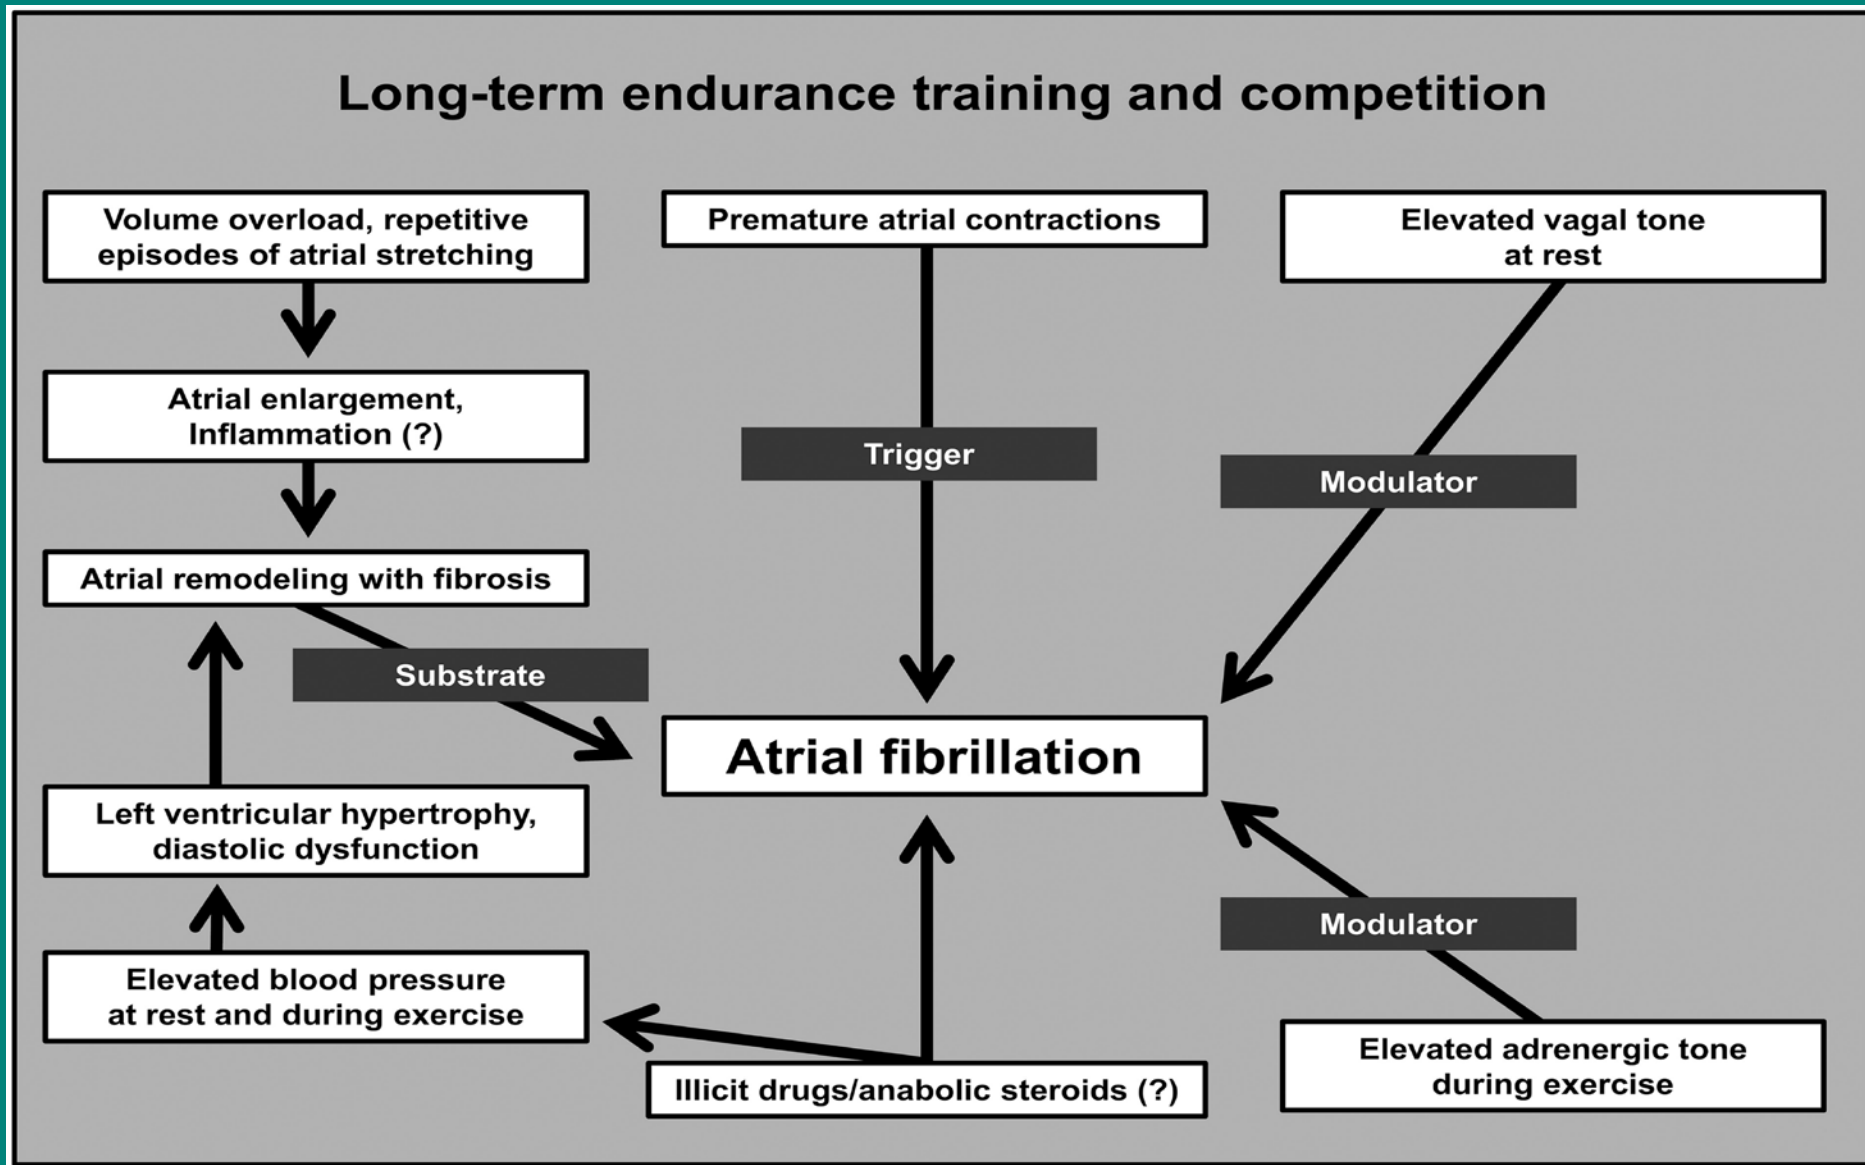 Long-term endurance training and competition
Volume overload, repetitive
episodes of atrial stretching
Premature atrial contractions
Elevated vagal tone
at rest
Atrial enlargement,
Inflammation (?)
Trigger
Modulator
Atrial remodeling with fibrosis
Substrate
Atrial fibrillation
Left ventricular hypertrophy,
diastolic dysfunction
Modulator
Elevated blood pressure
at rest and during exercise
Illicit drugs/anabolic steroids (?)
Elevated adrenergic tone
during exercise